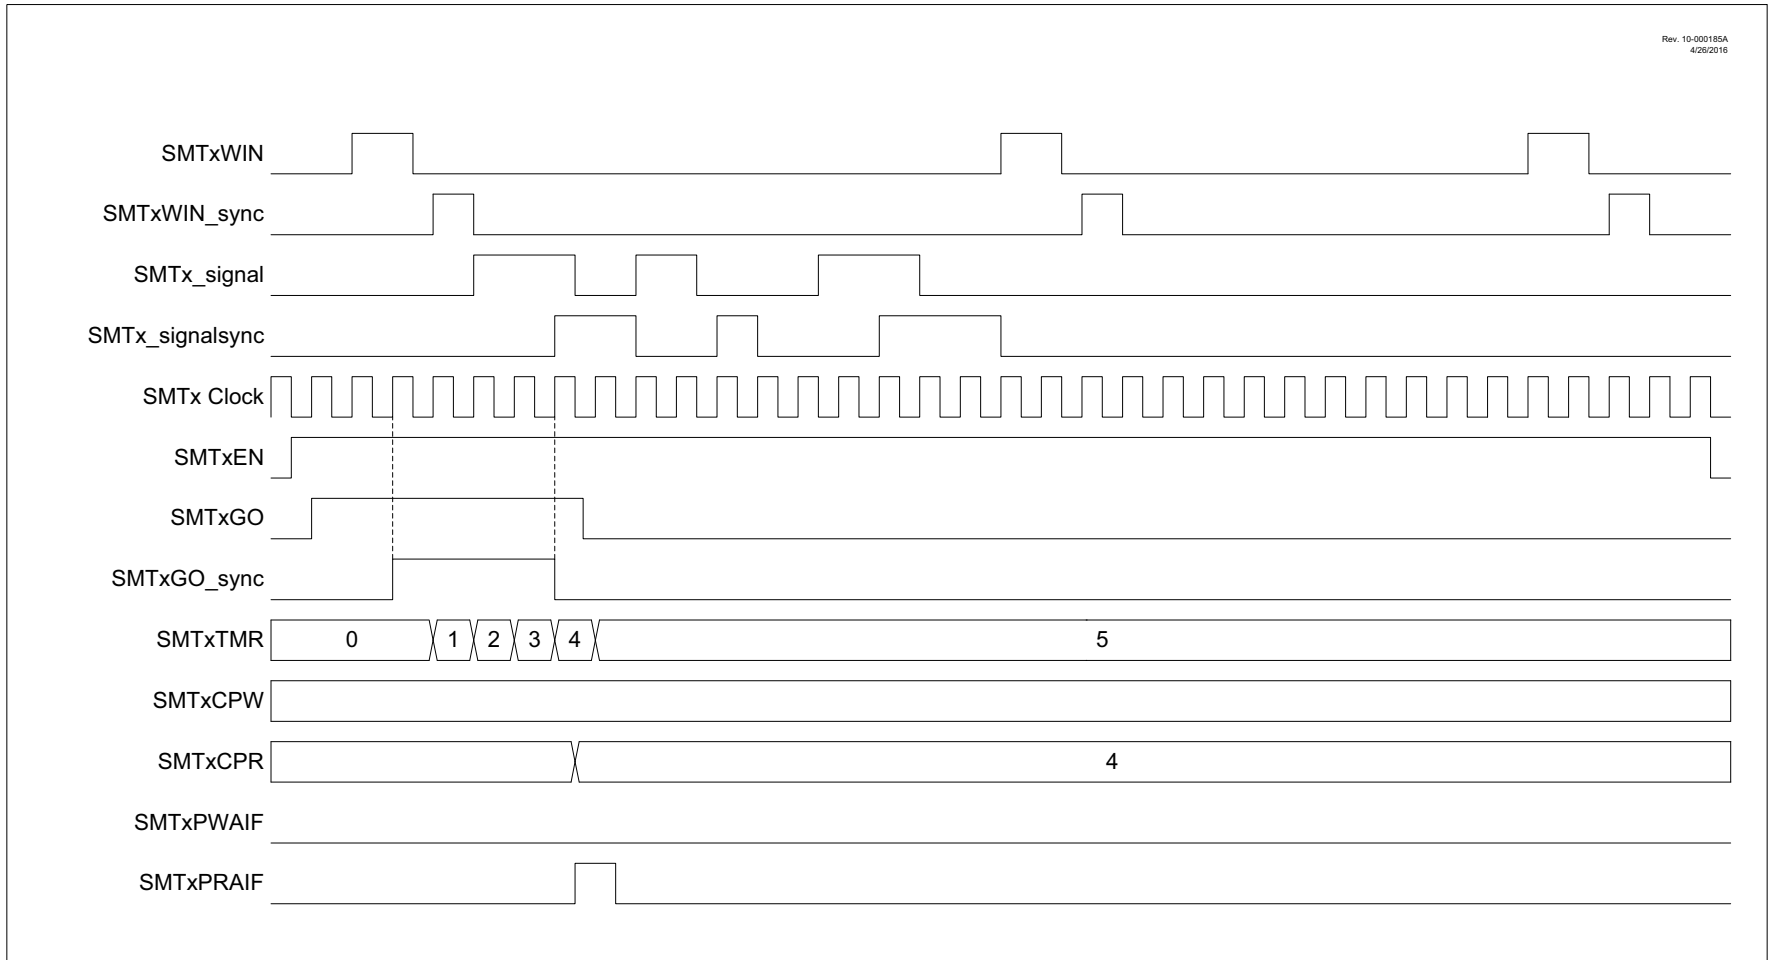 Rev. 10-000185A
4/26/2016
SMTxWIN
SMTxWIN_sync
SMTx_signal
SMTx_signalsync
SMTx Clock
SMTxEN
SMTxGO
SMTxGO_sync
SMTxTMR 0 1 2 3 4 5
SMTxCPW
SMTxCPR 4
SMTxPWAIF
SMTxPRAIF